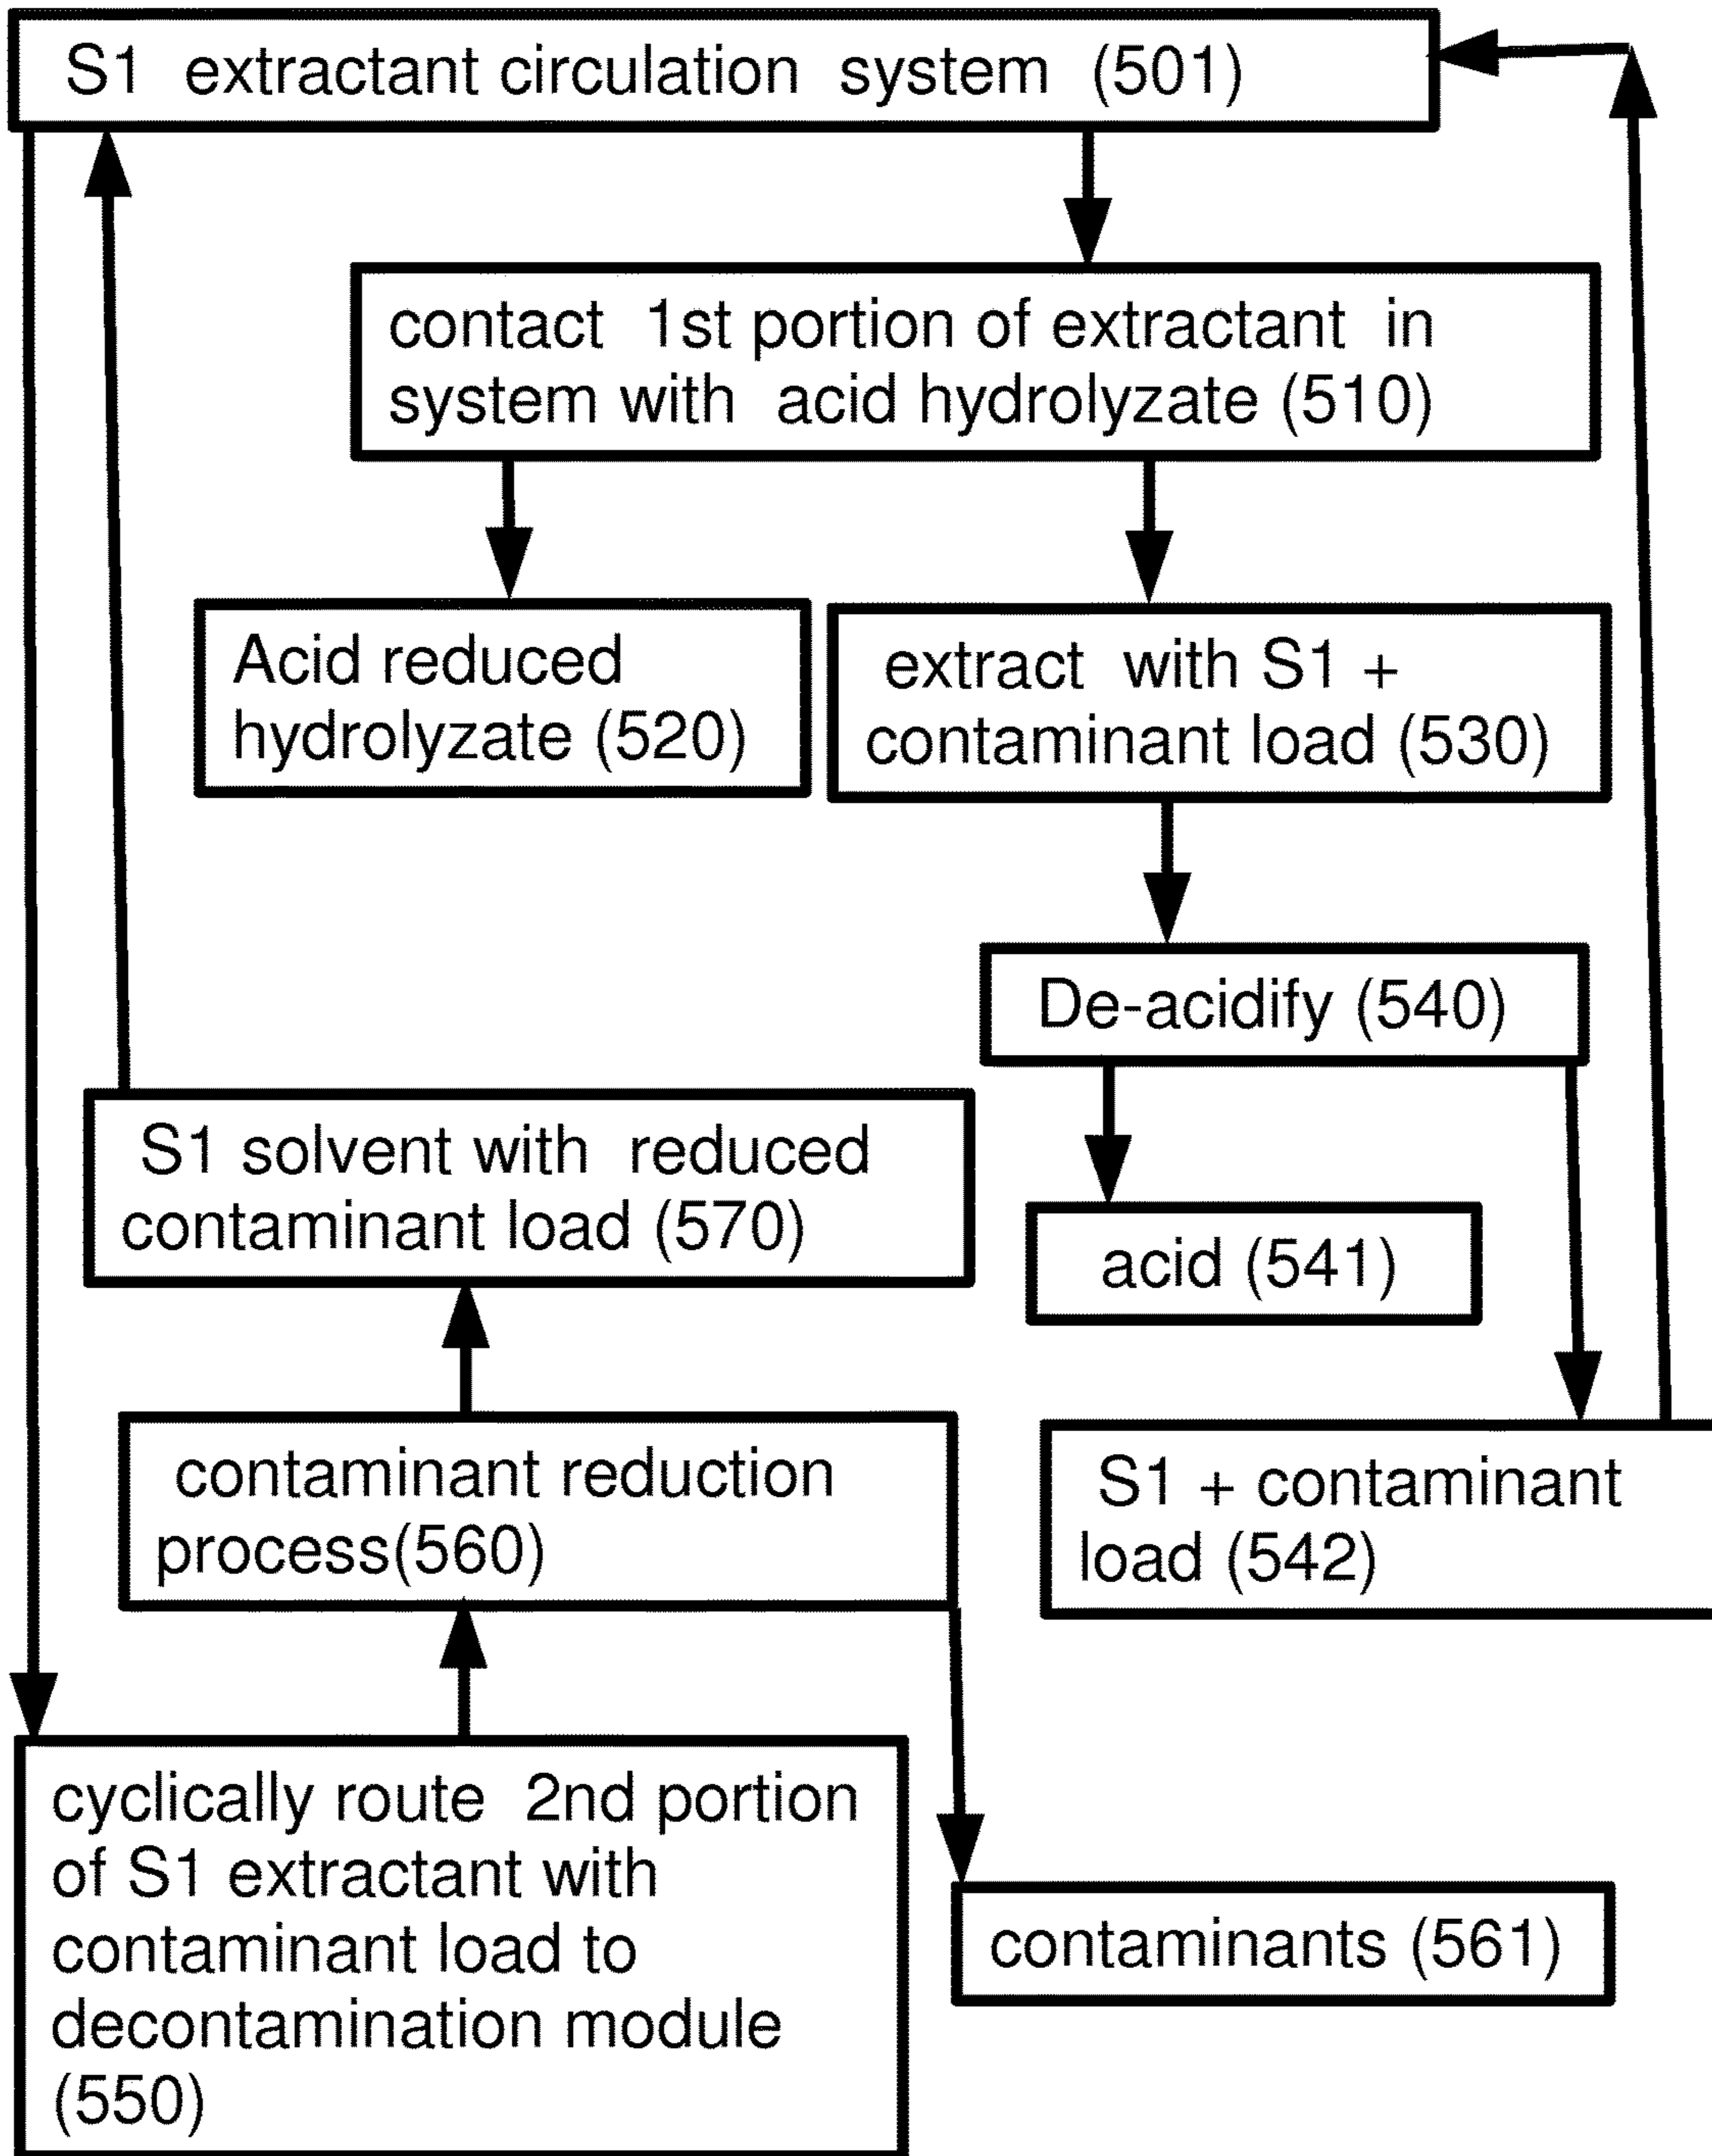 S1 extractant circulation system (501)
contact 1st portion of extractant in
system with acid hydrolyzate (510)
Acid reduced
hydrolyzate (520)
extract with S1 +
contaminant load (530)
De-acidify (540)
S1 solvent with reduced
contaminant load (570)
acid (541)
contaminant reduction
process(560)
S1 + contaminant
load (542)
cyclically route 2nd portion
of S1 extractant with
contaminant load to
decontamination module
(550)
contaminants (561)